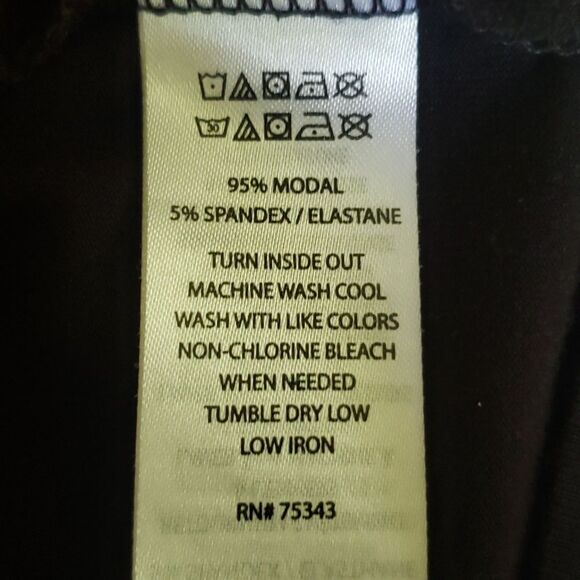 30
95% MODAL
5% SPANDEX / ELASTANE
TURN INSIDE OUT
MACHINE WASH COOL
WASH WITH LIKE COLORS
NON-CHLORINE BLEACH
WHEN NEEDED
TUMBLE DRY LOW
LOW IRON
RN# 75343